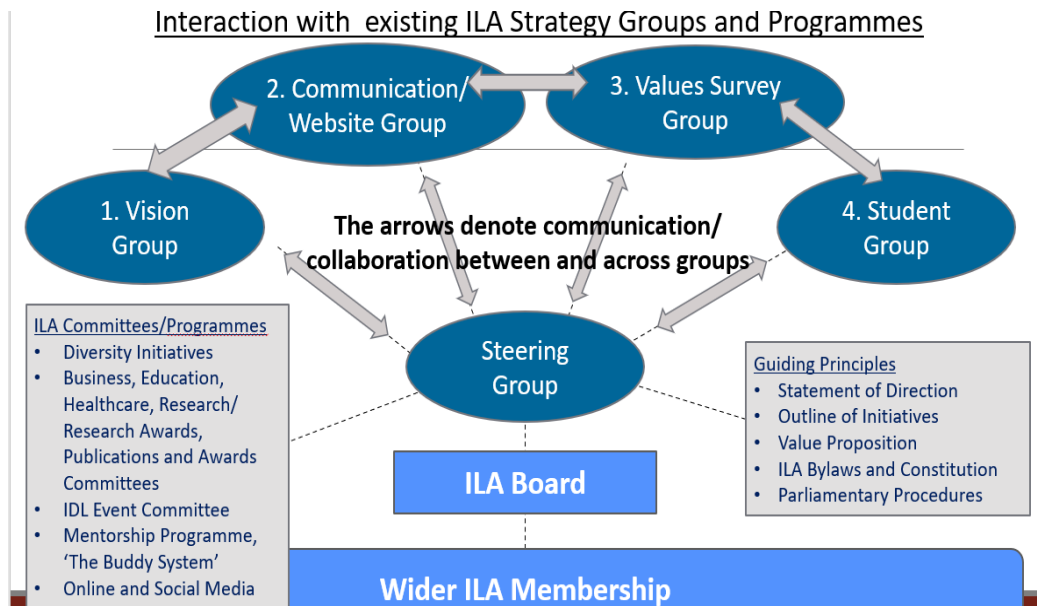 Interaction with  existing ILA Strategy Groups and Programmes
2. Communication/
Website Group
3. Values Survey
Group
1. Vision
Group
4. Student
Group
The arrows denote communication/
collaboration between and across groups
Steering
Group
ILA Committees/Programmes
• Diversity Initiatives
• Business, Education,
Healthcare, Research/
Research Awards,
Publications and Awards
Committees
• IDL Event Committee
• Mentorship Programme,
‘The Buddy System’
• Online and Social Media
Guiding Principles
• Statement of Direction
• Outline of Initiatives
• Value Proposition
• ILA Bylaws and Constitution
• Parliamentary Procedures
ILA Board
Wider ILA Membership